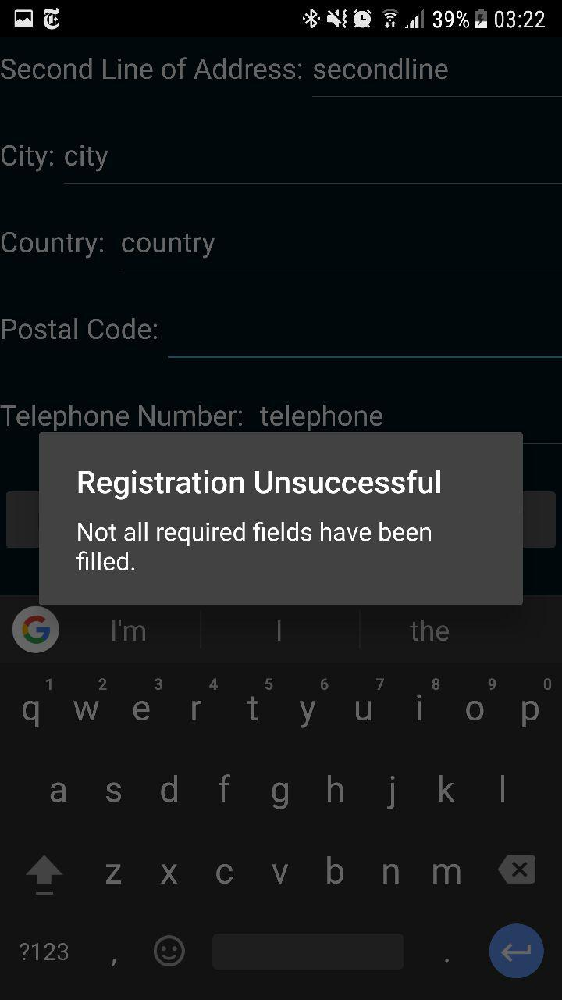 39% 03:22
Second Line of Address: secondline
City: city
Country: country
Postal Code:
Telephone Number: telephone
Registration Unsuccessful
Not all required fields have been
filled.
I'm I the
1 2 3 4 5 6 7 8 9 0
q w e r t y u i o p
a s d f g h j k l
z x c v b n m
?123 , .